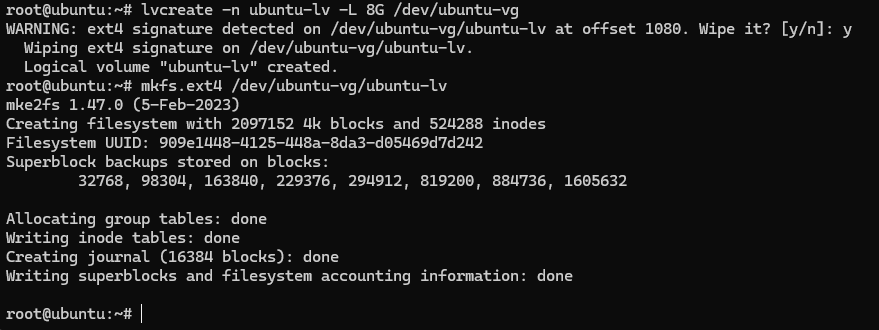 root@ubuntu:~# lvcreate -n ubuntu-lv -L 8G /dev/ubuntu-vg
WARNING: ext4 signature detected on /dev/ubuntu-vg/ubuntu-lv at offset 1080. Wipe it? [y/n]: y
  Wiping ext4 signature on /dev/ubuntu-vg/ubuntu-lv.
  Logical volume "ubuntu-lv" created.
root@ubuntu:~# mkfs.ext4 /dev/ubuntu-vg/ubuntu-lv
mke2fs 1.47.0 (5-Feb-2023)
Creating filesystem with 2097152 4k blocks and 524288 inodes
Filesystem UUID: 909e1448-4125-448a-8da3-d05469d7d242
Superblock backups stored on blocks:
        32768, 98304, 163840, 229376, 294912, 819200, 884736, 1605632

Allocating group tables: done
Writing inode tables: done
Creating journal (16384 blocks): done
Writing superblocks and filesystem accounting information: done

root@ubuntu:~#